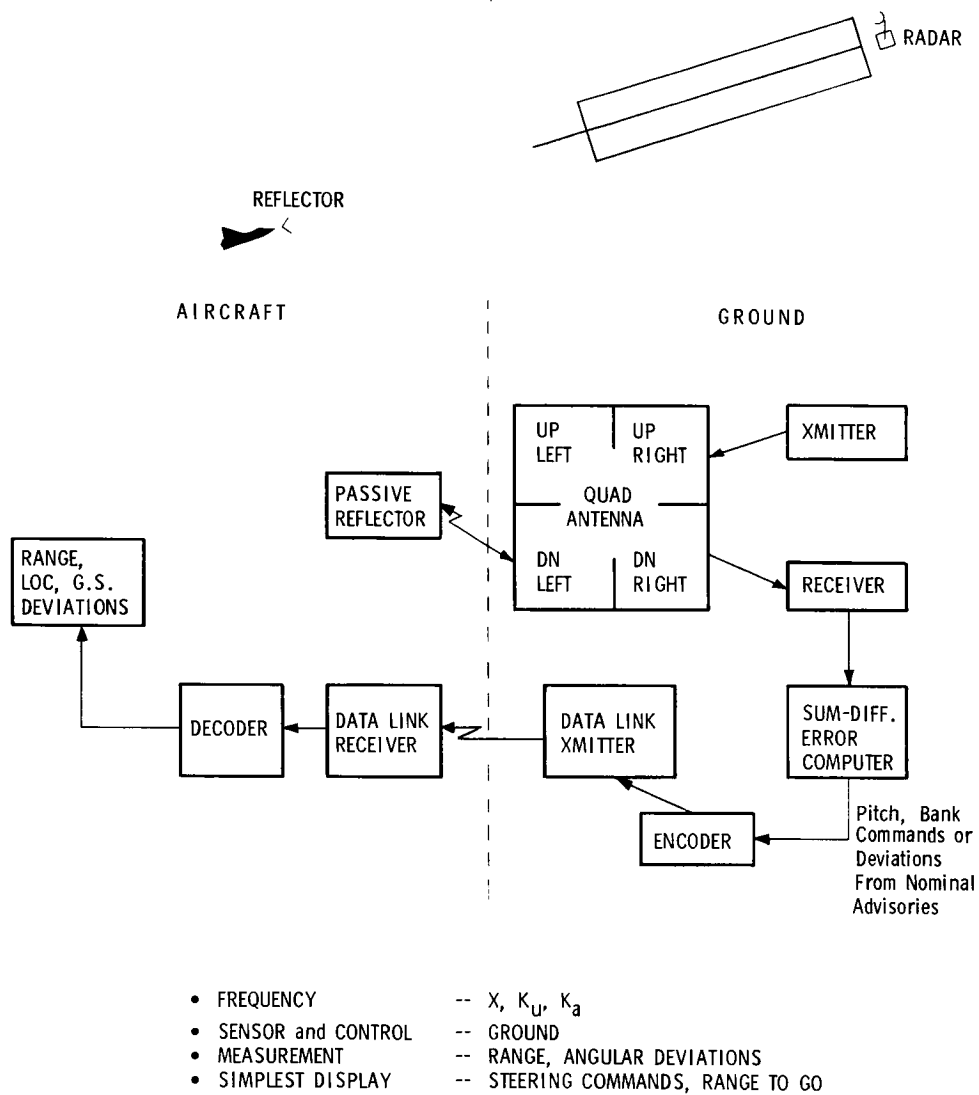 RADAR
REFLECTOR
AIRCRAFT
GROUND
UP
LEFT
UP
RIGHT
XMITTER
QUAD
ANTENNA
PASSIVE
REFLECTOR
DN
LEFT
DN
RIGHT
RECEIVER
RANGE,
LOC, G.S.
DEVIATIONS
DECODER
DATA LINK
RECEIVER
DATA LINK
XMITTER
SUM-DIFF.
ERROR
COMPUTER
ENCODER
Pitch, Bank
Commands or
Deviations
From Nominal
Advisories
• FREQUENCY -- X, Ku, Ka
• SENSOR and CONTROL -- GROUND
• MEASUREMENT -- RANGE, ANGULAR DEVIATIONS
• SIMPLEST DISPLAY -- STEERING COMMANDS, RANGE TO GO